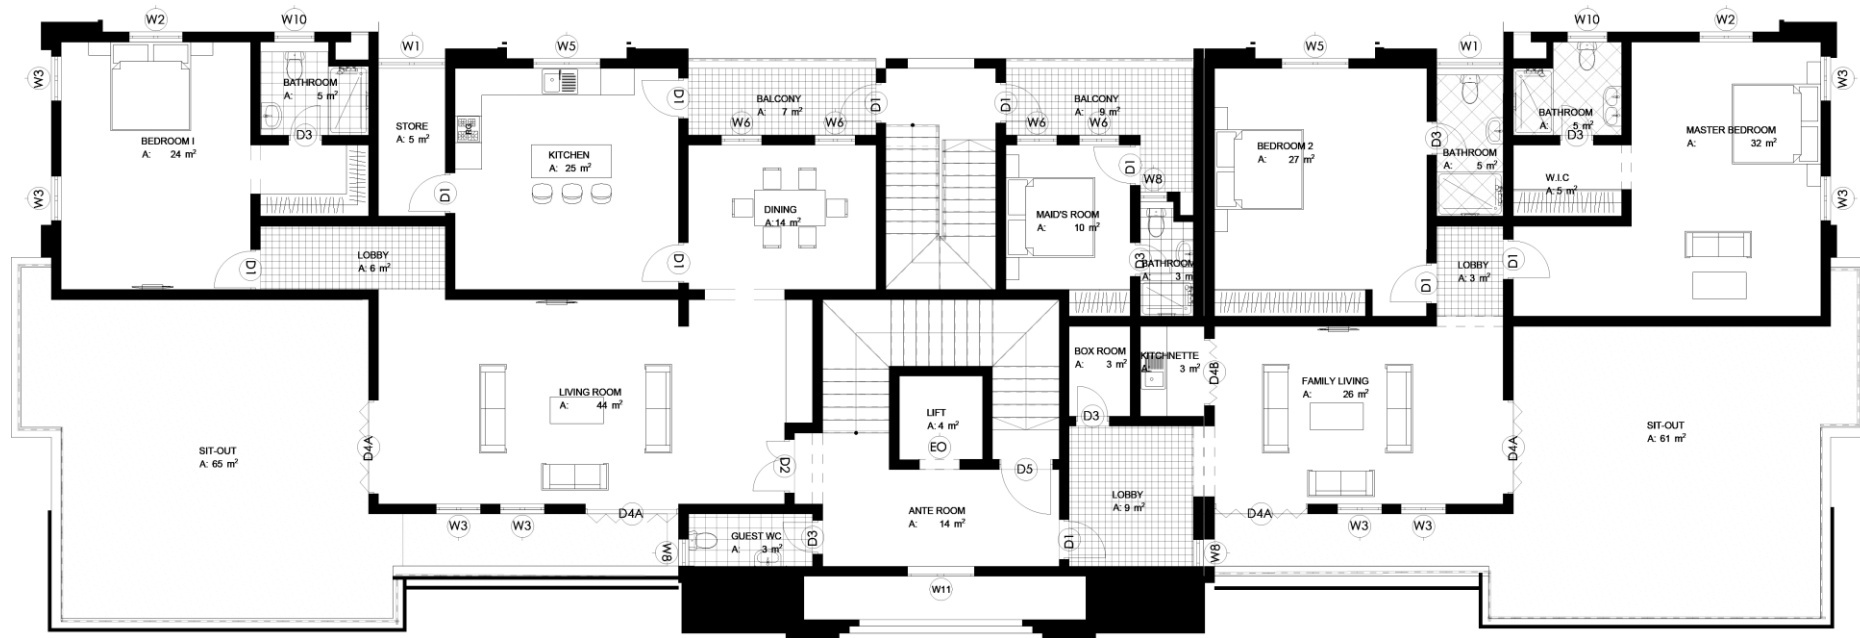 W2
W10
W1
W5
W5
W1
W10
W2
W3
W3
BATHROOM
A: 5 m²
D3
BEDROOM I
A: 24 m²
STORE
A: 5 m²
D1
RG
KITCHEN
A: 25 m²
D1
D1
BALCONY
A: 7 m²
W6
W6
D1
D1
BALCONY
A: 9 m²
W6
W6
D1
W8
DINING
A: 14 m²
MAID'S ROOM
A: 10 m²
D3
BATHROOM
A: 3 m
BEDROOM 2
A: 27 m²
D3
BATHROOM
A: 5 m²
BATHROOM
A: 5 m²
D3
W.I.C
A: 5 m²
MASTER BEDROOM
A: 32 m²
W3
W3
LOBBY
A: 6 m²
D1
LOBBY
A: 3 m²
D1
D1
SIT-OUT
A: 65 m²
D4A
LIVING ROOM
A: 44 m²
W3
W3
D4A
D2
LIFT
A: 4 m²
EO
D5
BOX ROOM
A: 3 m²
D3
KITCHNETTE
A: 3 m²
D4B
FAMILY LIVING
A: 26 m²
D4A
SIT-OUT
A: 61 m²
GUEST WC
A: 3 m²
W8
D3
ANTE ROOM
A: 14 m²
D1
LOBBY
A: 9 m²
W8
D4A
W3
W3
W11